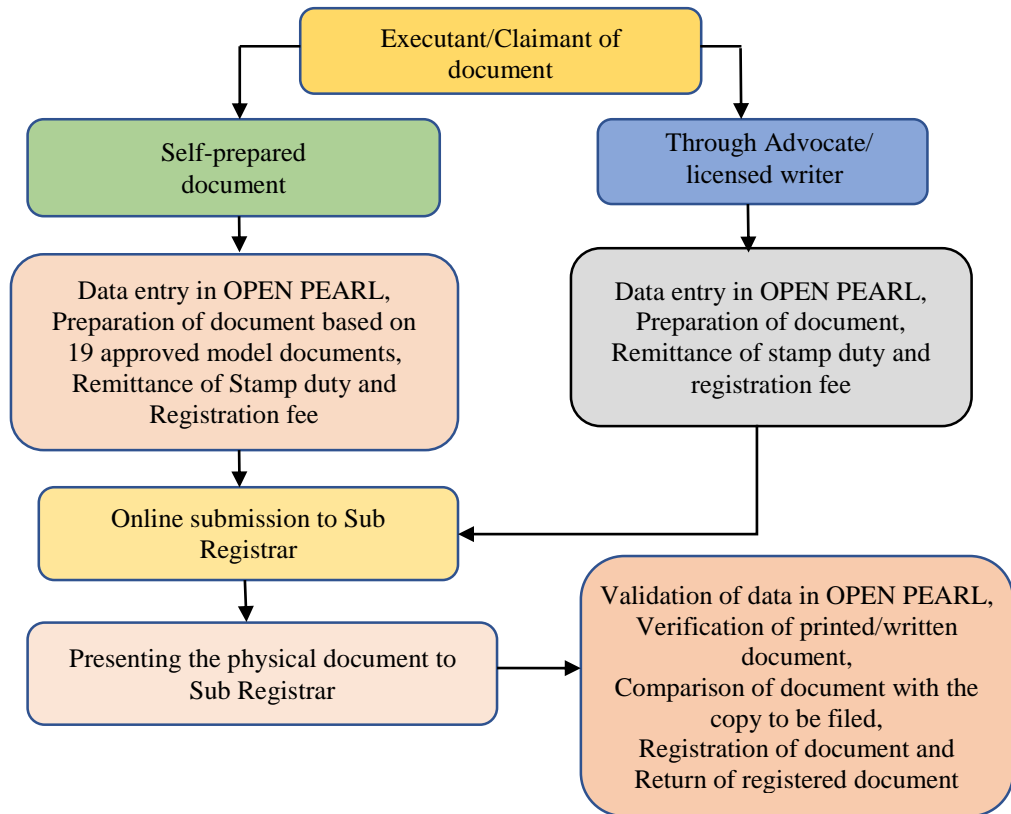 Executant/Claimant of
document
Self-prepared
document
Through Advocate/
licensed writer
Data entry in OPEN PEARL,
Preparation of document based on
19 approved model documents,
Remittance of Stamp duty and
Registration fee
Data entry in OPEN PEARL,
Preparation of document,
Remittance of stamp duty and
registration fee
Online submission to Sub
Registrar
Presenting the physical document to
Sub Registrar
Validation of data in OPEN PEARL,
Verification of printed/written
document,
Comparison of document with the
copy to be filed,
Registration of document and
Return of registered document